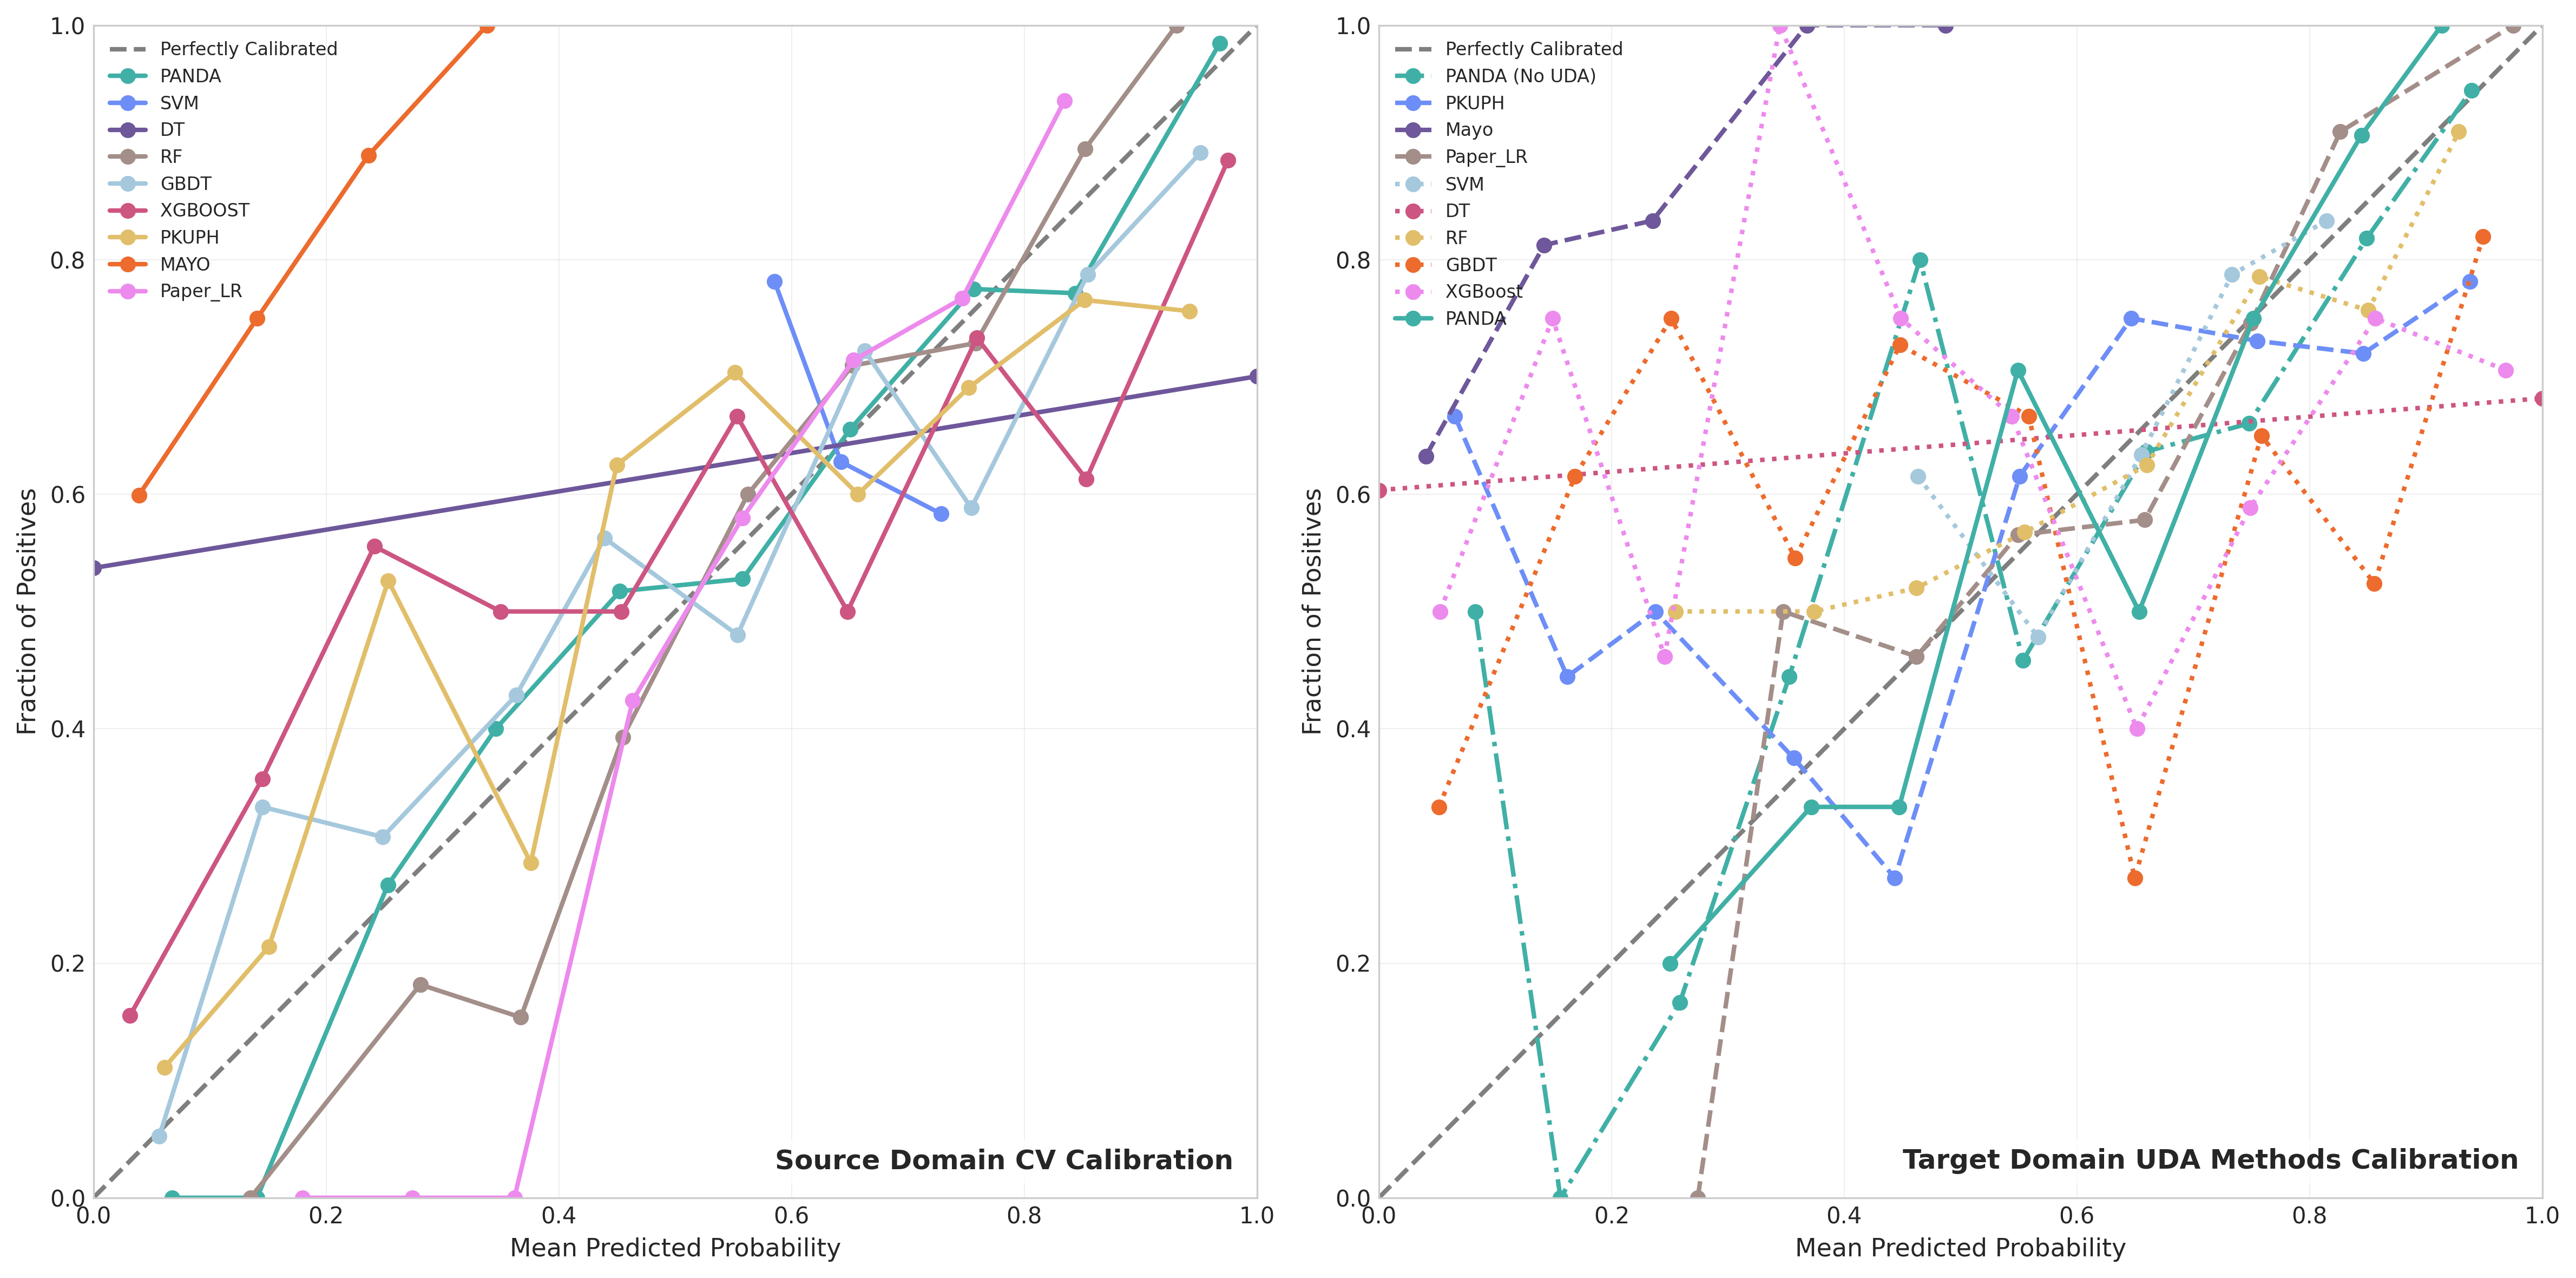 1.0
0.8
0.6
0.4
0.2
0.0
Fraction of Positives
Perfectly Calibrated
PANDA
SVM
DT
RF
GBDT
XGBOOST
PKUPH
MAYO
Paper_LR
Source Domain CV Calibration
0.0 0.2 0.4 0.6 0.8 1.0
Mean Predicted Probability
1.0
0.8
0.6
0.4
0.2
0.0
Fraction of Positives
Perfectly Calibrated
PANDA (No UDA)
PKUPH
Mayo
Paper_LR
SVM
DT
RF
GBDT
XGBoost
PANDA
Target Domain UDA Methods Calibration
0.0 0.2 0.4 0.6 0.8 1.0
Mean Predicted Probability